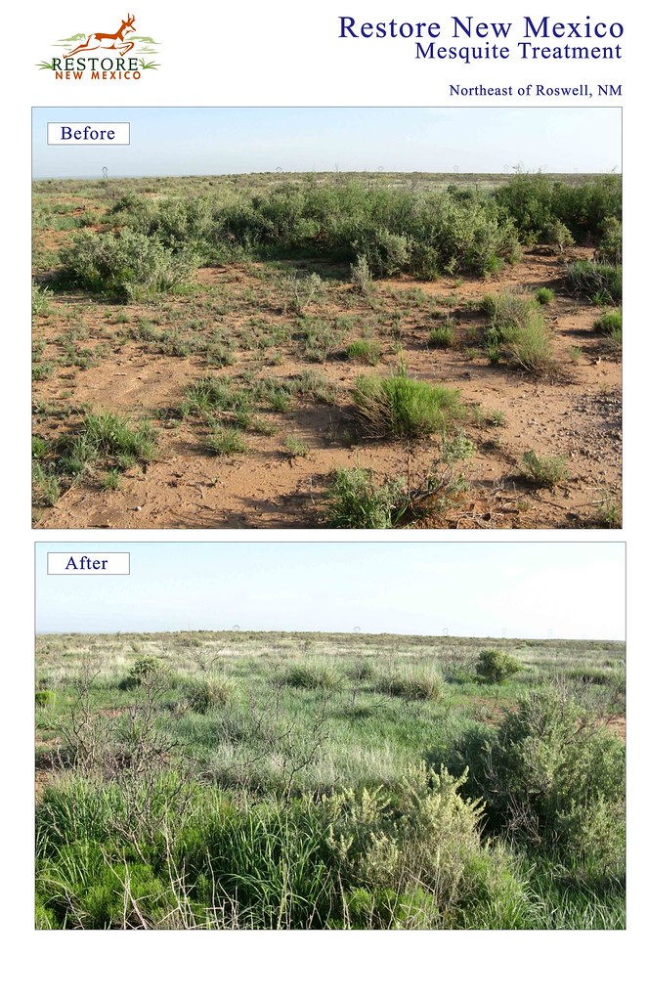 RESTORE
NEW MEXICO
Restore New Mexico
Mesquite Treatment
Northeast of Roswell, NM
Before
After